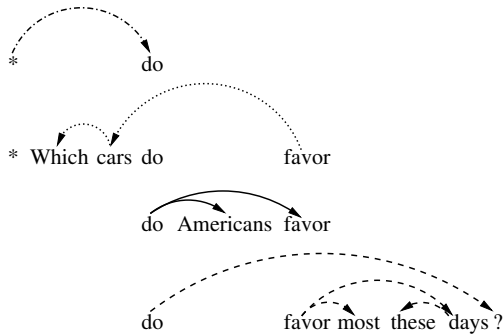 * do
* Which cars do favor
do Americans favor
do favor most these days ?